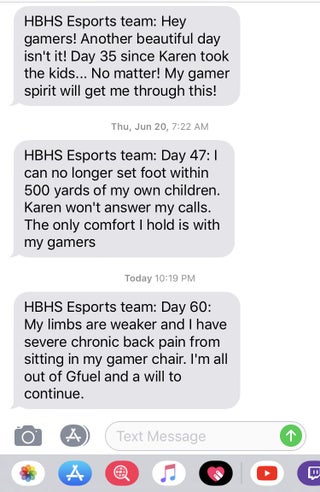 HBHS Esports team: Hey
gamers! Another beautiful day
isn't it! Day 35 since Karen took
the kids... No matter! My gamer
spirit will get me through this!
Thu, Jun 20, 7:22 AM
HBHS Esports team: Day 47: I
can no longer set foot within
500 yards of my own children.
Karen won't answer my calls.
The only comfort I hold is with
my gamers
Today 10:19 PM
HBHS Esports team: Day 60:
My limbs are weaker and I have
severe chronic back pain from
sitting in my gamer chair. I'm all
out of Gfuel and a will to
continue.
Text Message